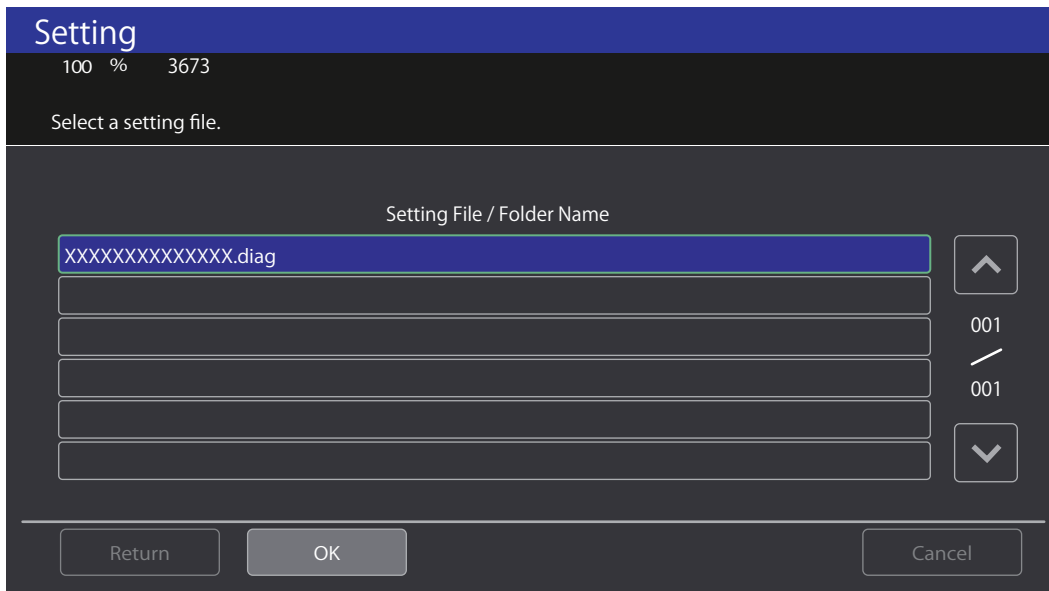 Setting
100 % 3673
Select a setting file.
Setting File / Folder Name
XXXXXXXXXXXXXX.diag
001
001
Return OK Cancel